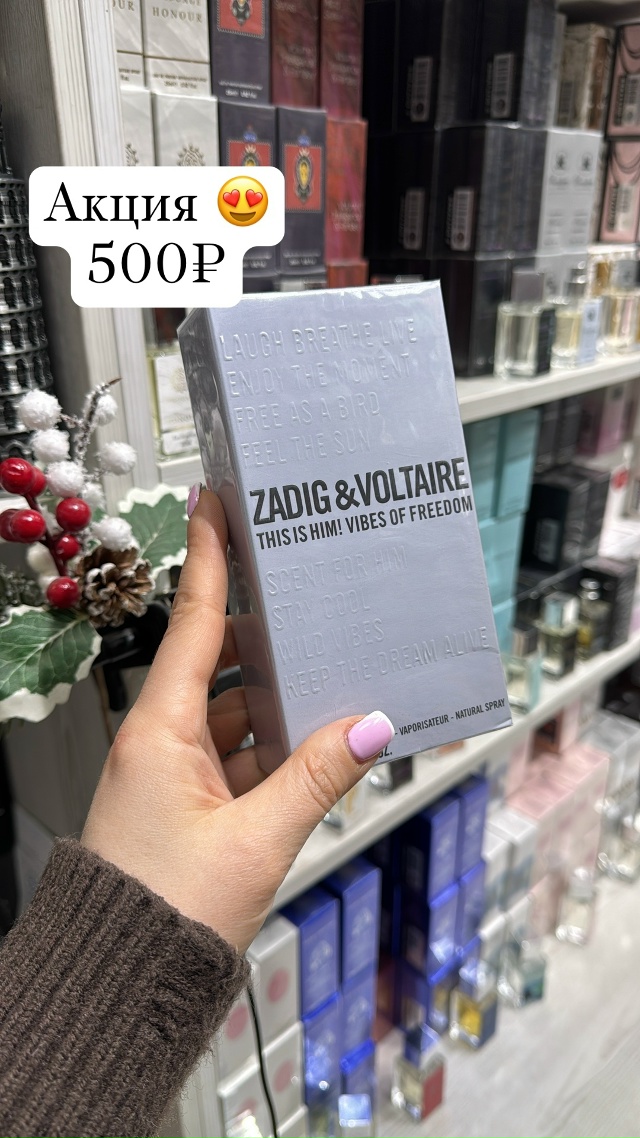 HONOUR
Акция 😍
500₽
LAUGH BREATHE LIVE
ENJOY THE MOMENT
FREE AS A BIRD
FEEL THE SUN
ZADIG & VOLTAIRE
THIS IS HIM! VIBES OF FREEDOM
SCENT FOR HIM
STAY COOL
WILD VIBES
KEEP THE DREAM ALIVE
- VAPORISATEUR - NATURAL SPRAY